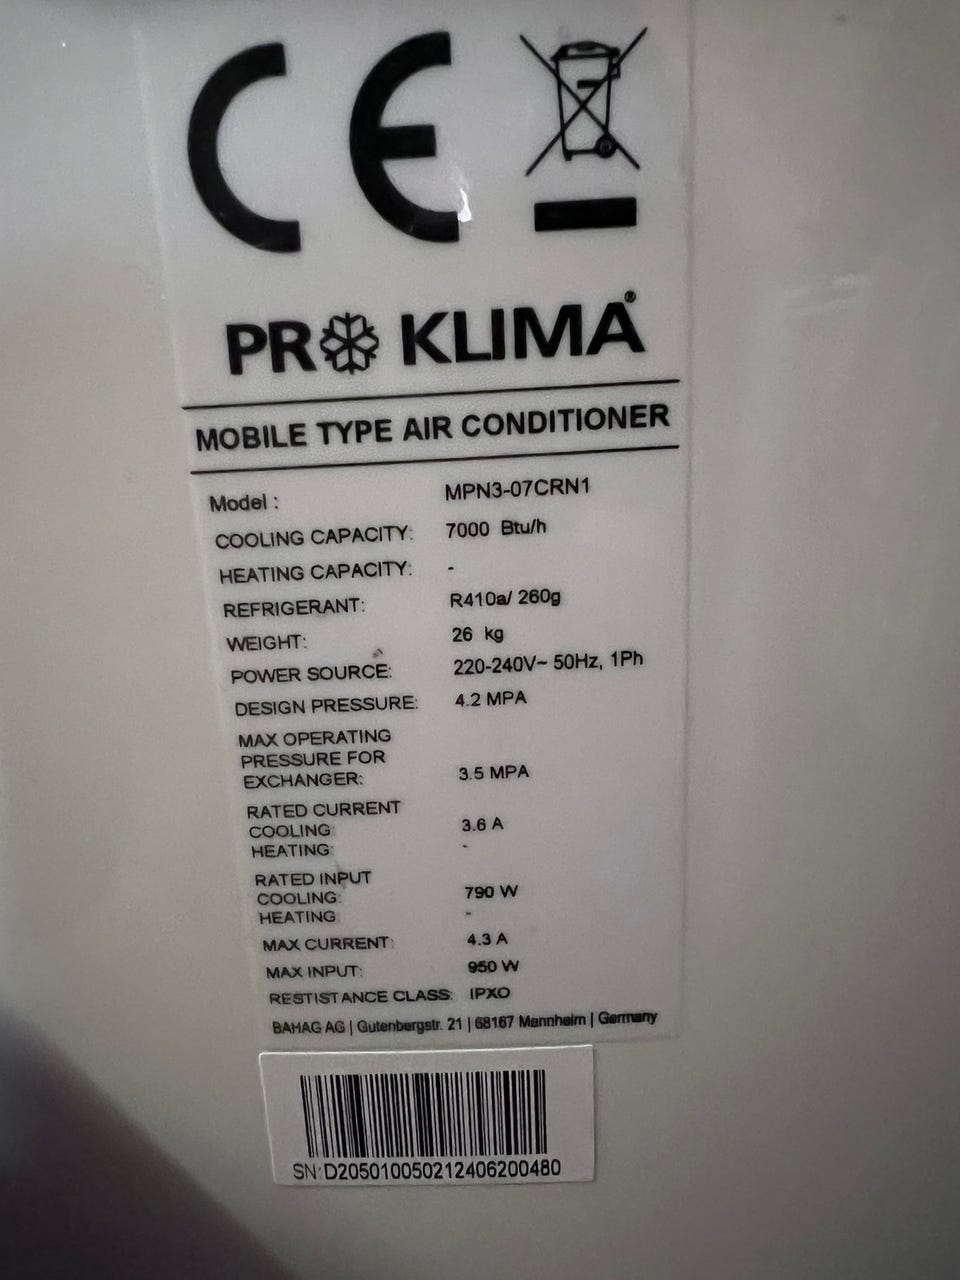 CE
PRO KLIMA®
MOBILE TYPE AIR CONDITIONER
Model : MPN3-07CRN1
COOLING CAPACITY: 7000 Btu/h
HEATING CAPACITY: -
REFRIGERANT: R410a/ 260g
WEIGHT: 26 kg
POWER SOURCE: 220-240V~ 50Hz, 1Ph
DESIGN PRESSURE: 4.2 MPA
MAX OPERATING
PRESSURE FOR
EXCHANGER: 3.5 MPA
RATED CURRENT
COOLING: 3.6 A
HEATING: -
RATED INPUT
COOLING: 790 W
HEATING -
MAX CURRENT: 4.3 A
MAX INPUT: 950 W
RESTISTANCE CLASS: IPXO
BAHAG AG | Gutenbergstr. 21 | 68167 Mannheim | Germany
SN:D205010050212406200480